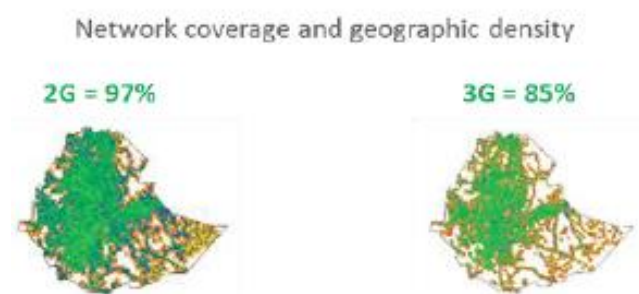 Network coverage and geographic density
2G = 97%
3G = 85%